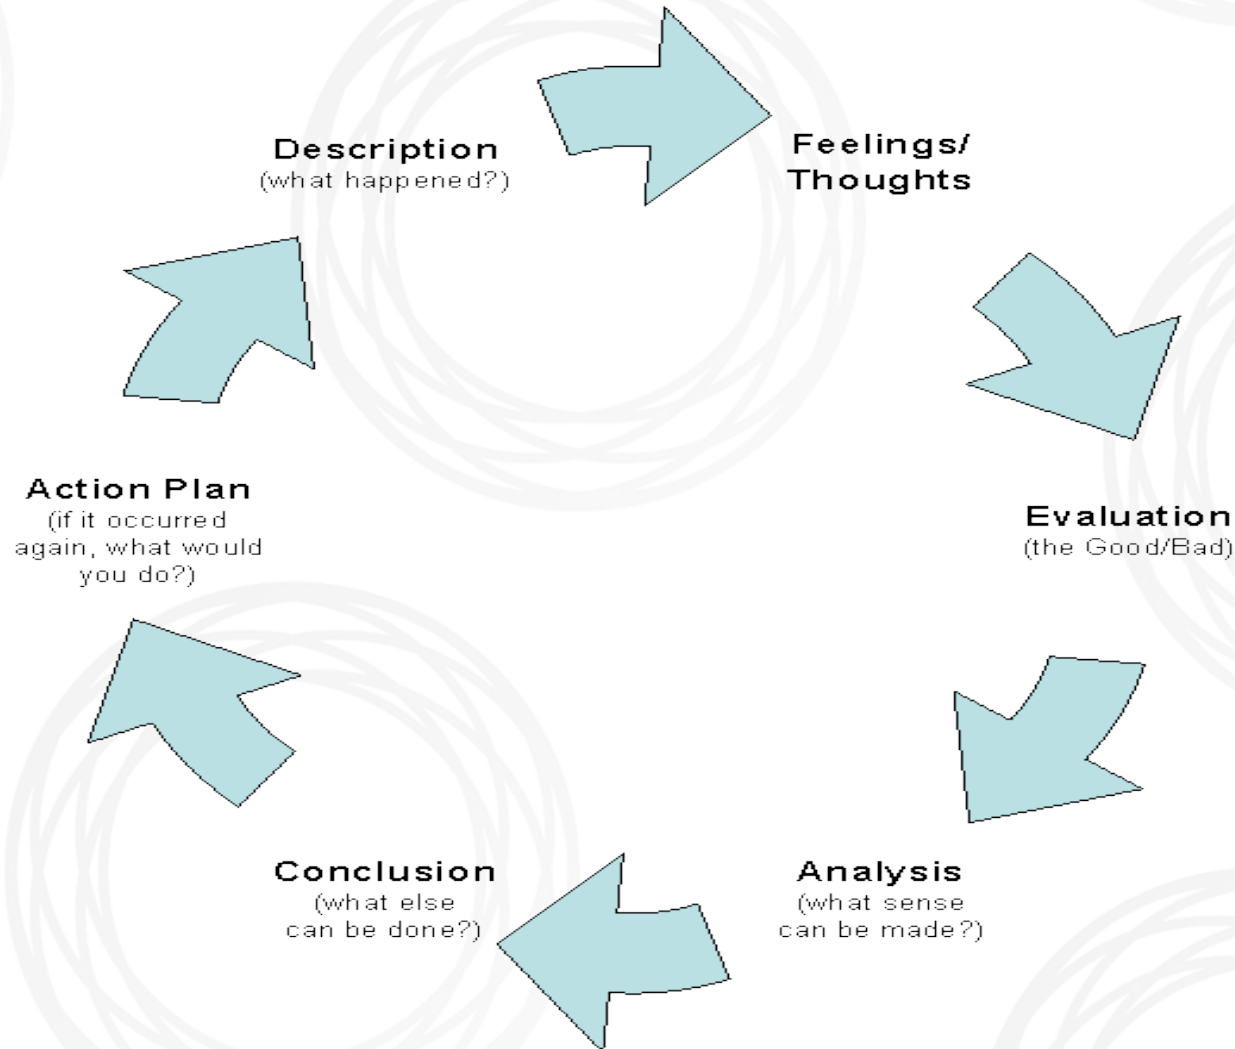 Description
(what happened?)
Feelings/
Thoughts
Evaluation
(the Good/Bad)
Analysis
(what sense
can be made?)
Conclusion
(what else
can be done?)
Action Plan
(if it occurred
again, what would
you do?)